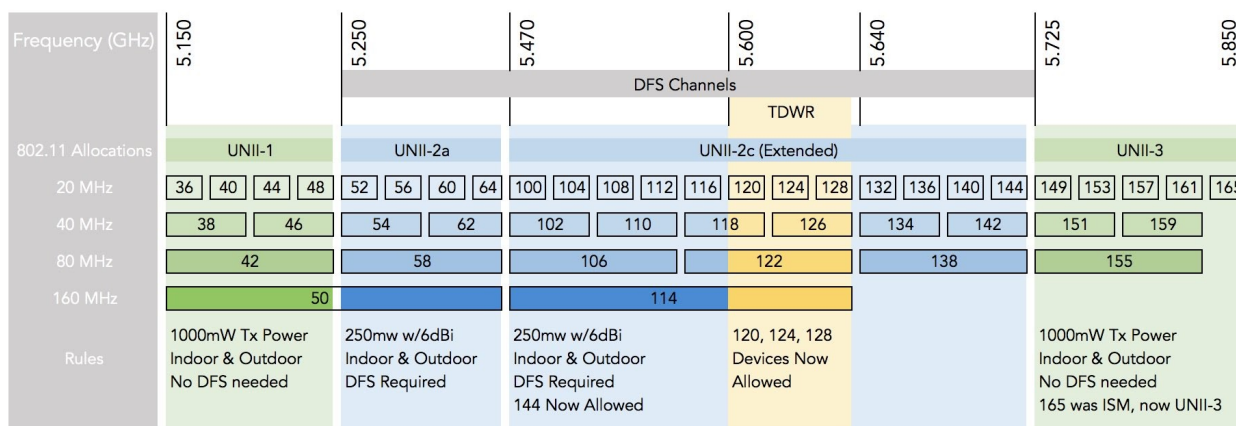 Frequency (GHz) 5.150 5.250 5.470 5.600 5.640 5.725 5.850
DFS Channels
TDWR
802.11 Allocations UNII-1 UNII-2a UNII-2c (Extended) UNII-3
20 MHz 36 40 44 48 52 56 60 64 100 104 108 112 116 120 124 128 132 136 140 144 149 153 157 161 165
40 MHz 38 46 54 62 102 110 118 126 134 142 151 159
80 MHz 42 58 106 122 138 155
160 MHz 50 114
Rules
1000mW Tx Power
Indoor & Outdoor
No DFS needed
250mw w/6dBi
Indoor & Outdoor
DFS Required
250mw w/6dBi
Indoor & Outdoor
DFS Required
144 Now Allowed
120, 124, 128
Devices Now
Allowed
1000mW Tx Power
Indoor & Outdoor
No DFS needed
165 was ISM, now UNII-3